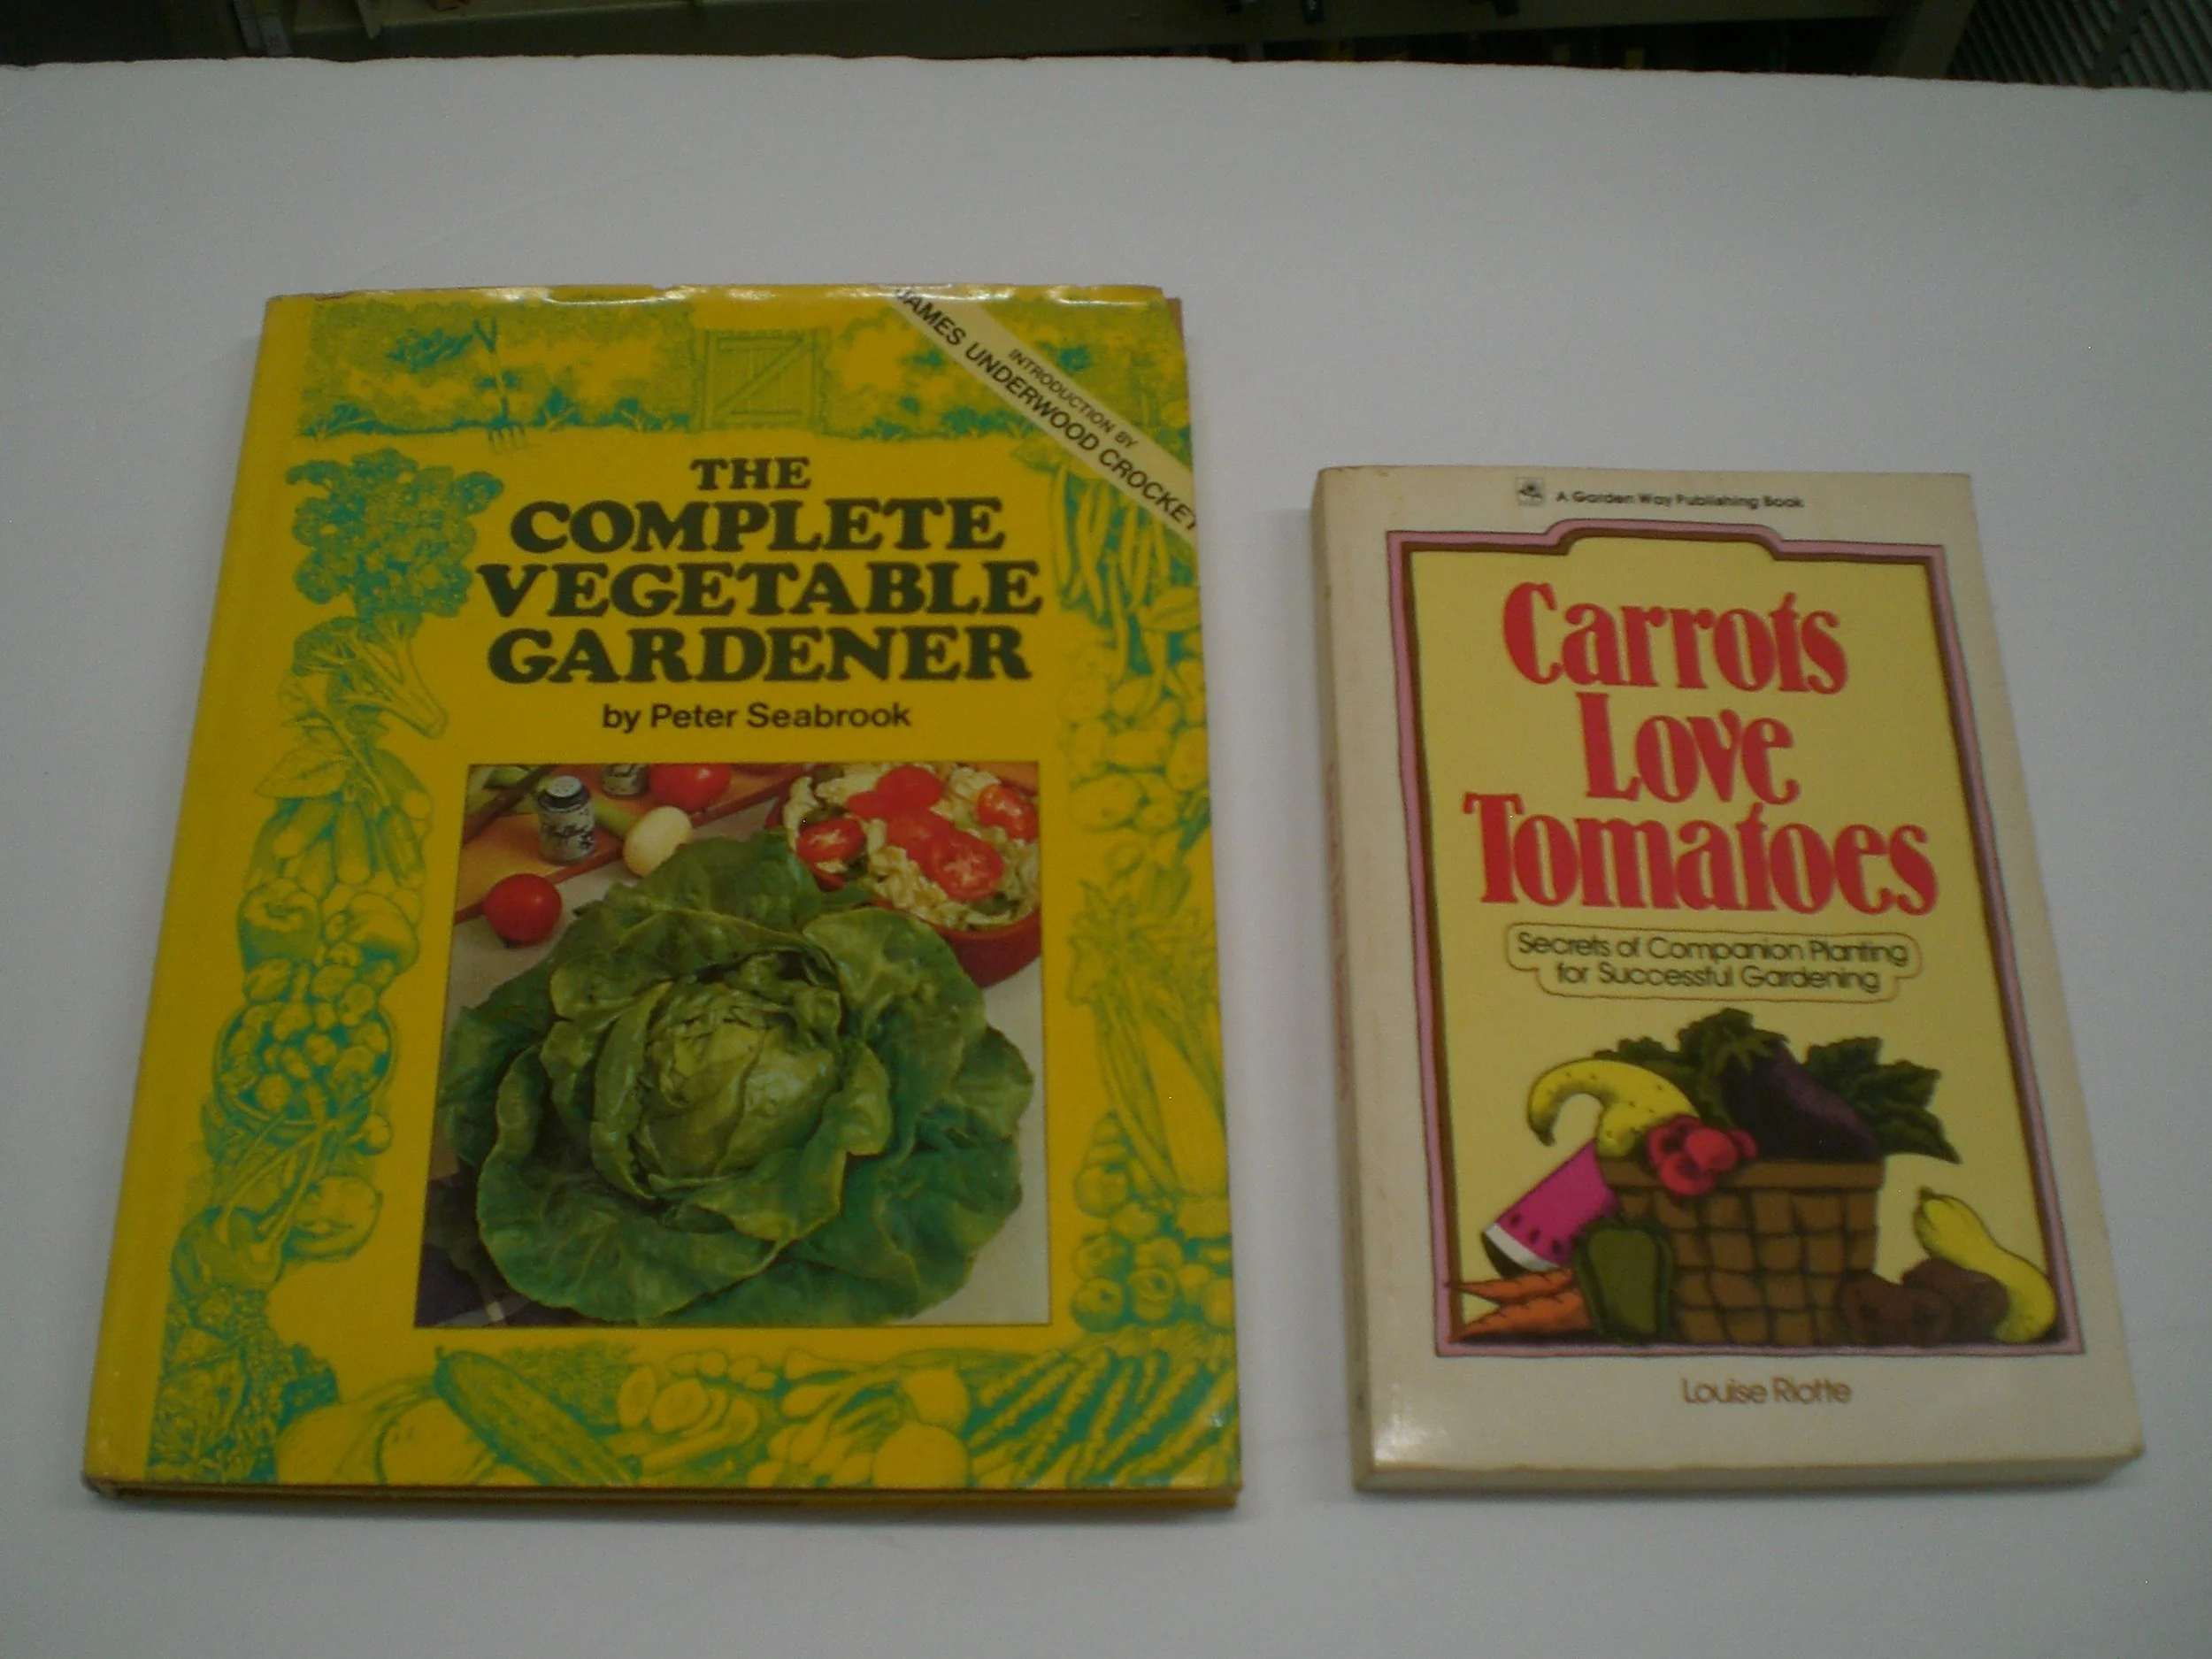 INTRODUCTION BY
JAMES UNDERWOOD CROCKET
THE
COMPLETE
VEGETABLE
GARDENER
by Peter Seabrook
A Garden Way Publishing Book
Carrots
Love
Tomatoes
Secrets of Companion Planting
for Successful Gardening
Louise Riotte